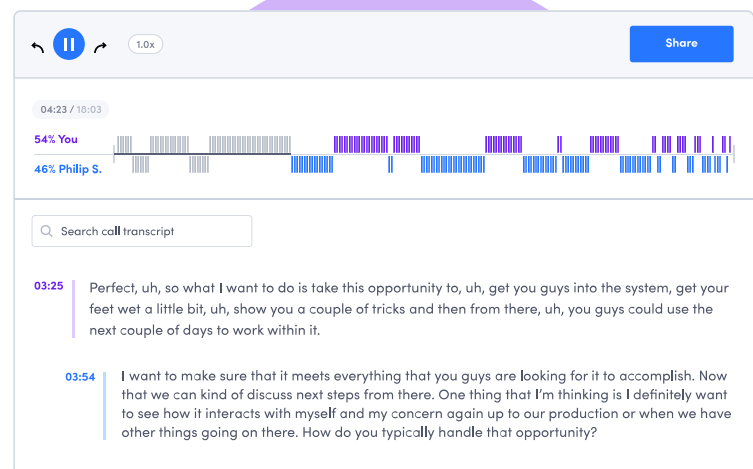 1.0x
Share
04:23 / 18:03
54% You
46% Philip S.
Search call transcript
03:25
Perfect, uh, so what I want to do is take this opportunity to, uh, get you guys into the system, get your
feet wet a little bit, uh, show you a couple of tricks and then from there, uh, you guys could use the
next couple of days to work within it.
03:54
I want to make sure that it meets everything that you guys are looking for it to accomplish. Now
that we can kind of discuss next steps from there. One thing that I'm thinking is I definitely want
to see how it interacts with myself and my concern again up to our production or when we have
other things going on there. How do you typically handle that opportunity?